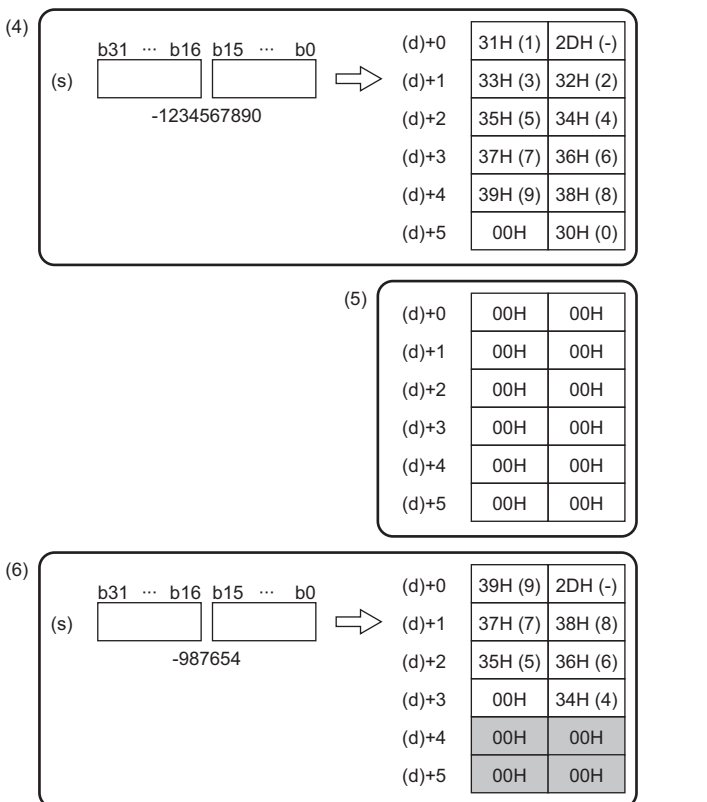 (4)
b31 ··· b16 b15 ··· b0
(s)
-1234567890
(d)+0 31H (1) 2DH (-)
(d)+1 33H (3) 32H (2)
(d)+2 35H (5) 34H (4)
(d)+3 37H (7) 36H (6)
(d)+4 39H (9) 38H (8)
(d)+5 00H 30H (0)
(5)
(d)+0 00H 00H
(d)+1 00H 00H
(d)+2 00H 00H
(d)+3 00H 00H
(d)+4 00H 00H
(d)+5 00H 00H
(6)
b31 ··· b16 b15 ··· b0
(s)
-987654
(d)+0 39H (9) 2DH (-)
(d)+1 37H (7) 38H (8)
(d)+2 35H (5) 36H (6)
(d)+3 00H 34H (4)
(d)+4 00H 00H
(d)+5 00H 00H